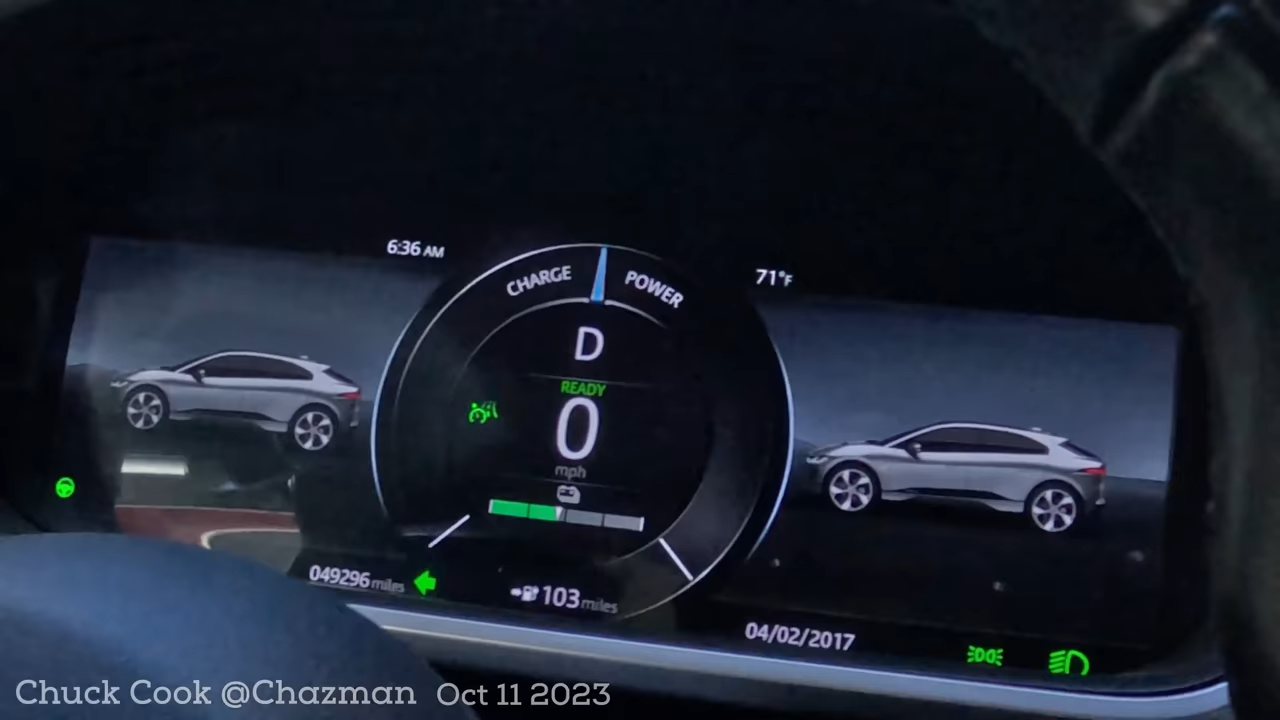 6:36 AM
71°F
CHARGE
POWER
D
READY
0
mph
049296 miles
103 miles
04/02/2017
Chuck Cook @Chazman Oct 11 2023